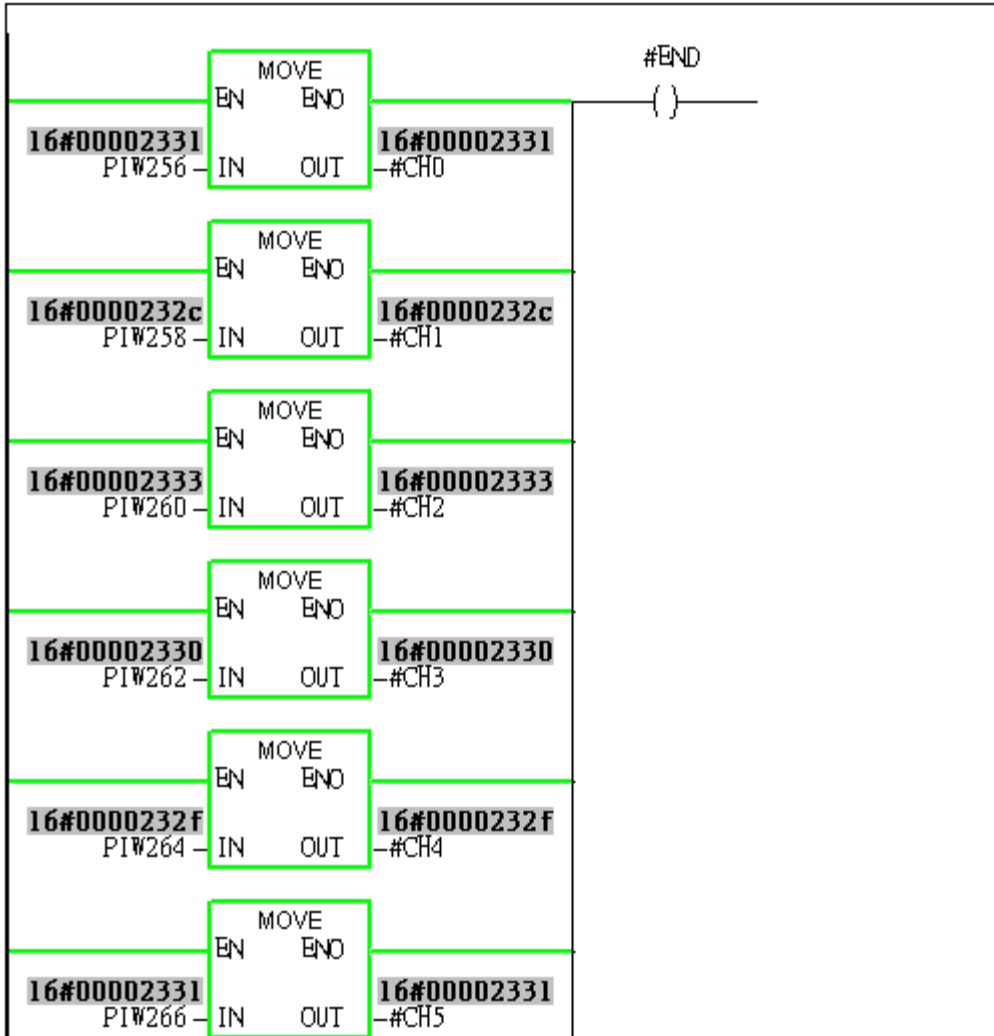 #END
MOVE
EN ENO
( )
16#00002331 16#00002331
PIW256 IN OUT #CH0
MOVE
EN ENO
16#0000232c 16#0000232c
PIW258 IN OUT #CH1
MOVE
EN ENO
16#00002333 16#00002333
PIW260 IN OUT #CH2
MOVE
EN ENO
16#00002330 16#00002330
PIW262 IN OUT #CH3
MOVE
EN ENO
16#0000232f 16#0000232f
PIW264 IN OUT #CH4
MOVE
EN ENO
16#00002331 16#00002331
PIW266 IN OUT #CH5